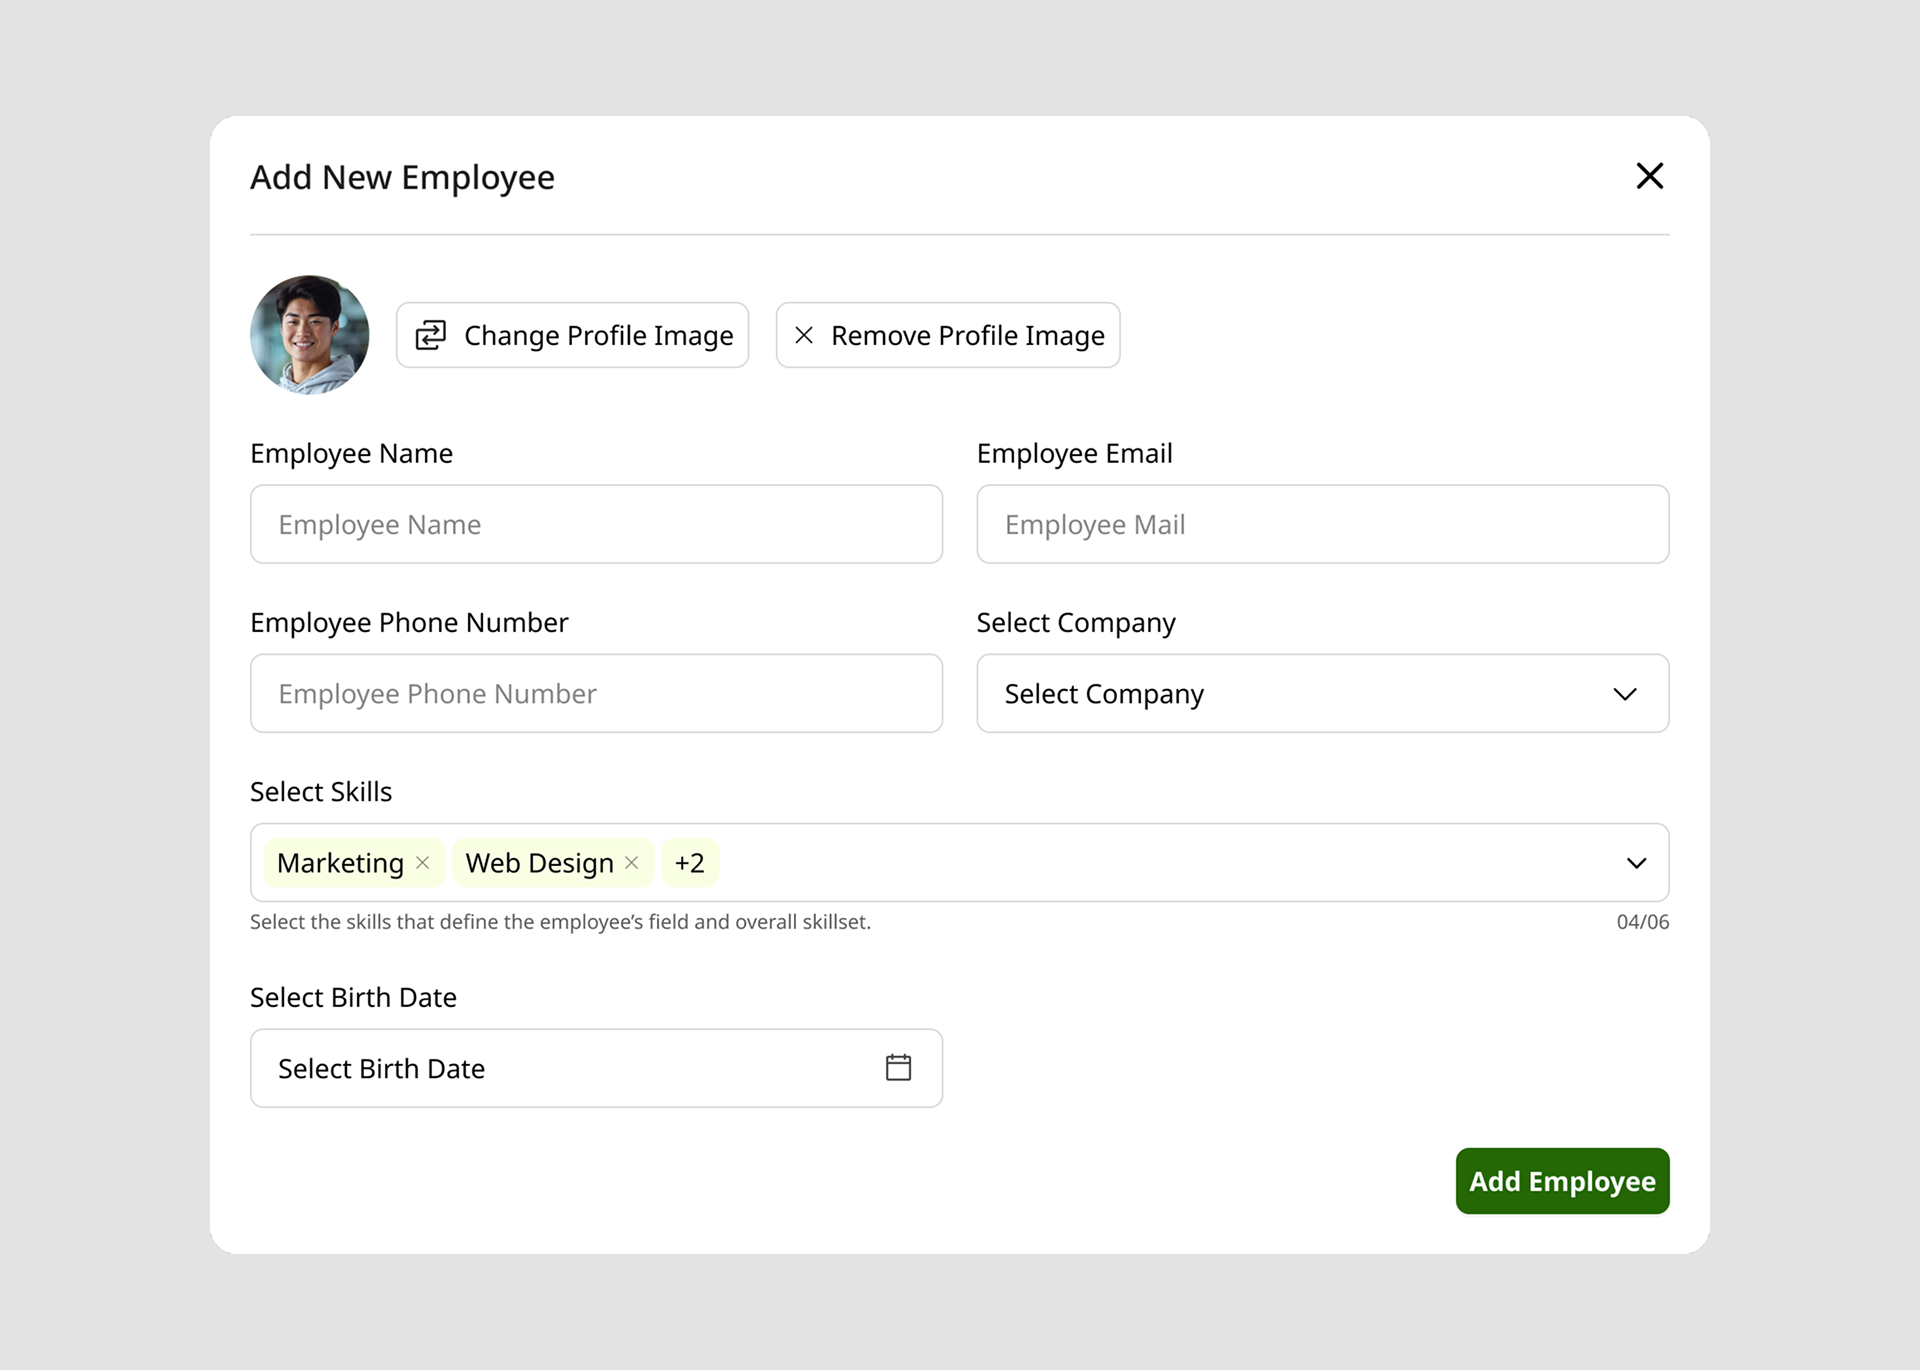 Add New Employee
Change Profile Image
Remove Profile Image
Employee Name
Employee Email
Employee Name
Employee Mail
Employee Phone Number
Select Company
Employee Phone Number
Select Company
Select Skills
Marketing
Web Design
+2
Select the skills that define the employee’s field and overall skillset.
04/06
Select Birth Date
Select Birth Date
Add Employee